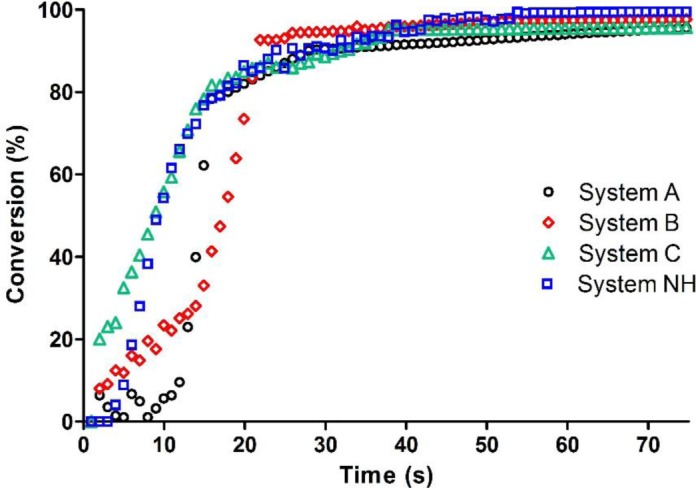 Conversion (%)
100
80
60
40
20
0
0 10 20 30 40 50 60 70
Time (s)
System A
System B
System C
System NH